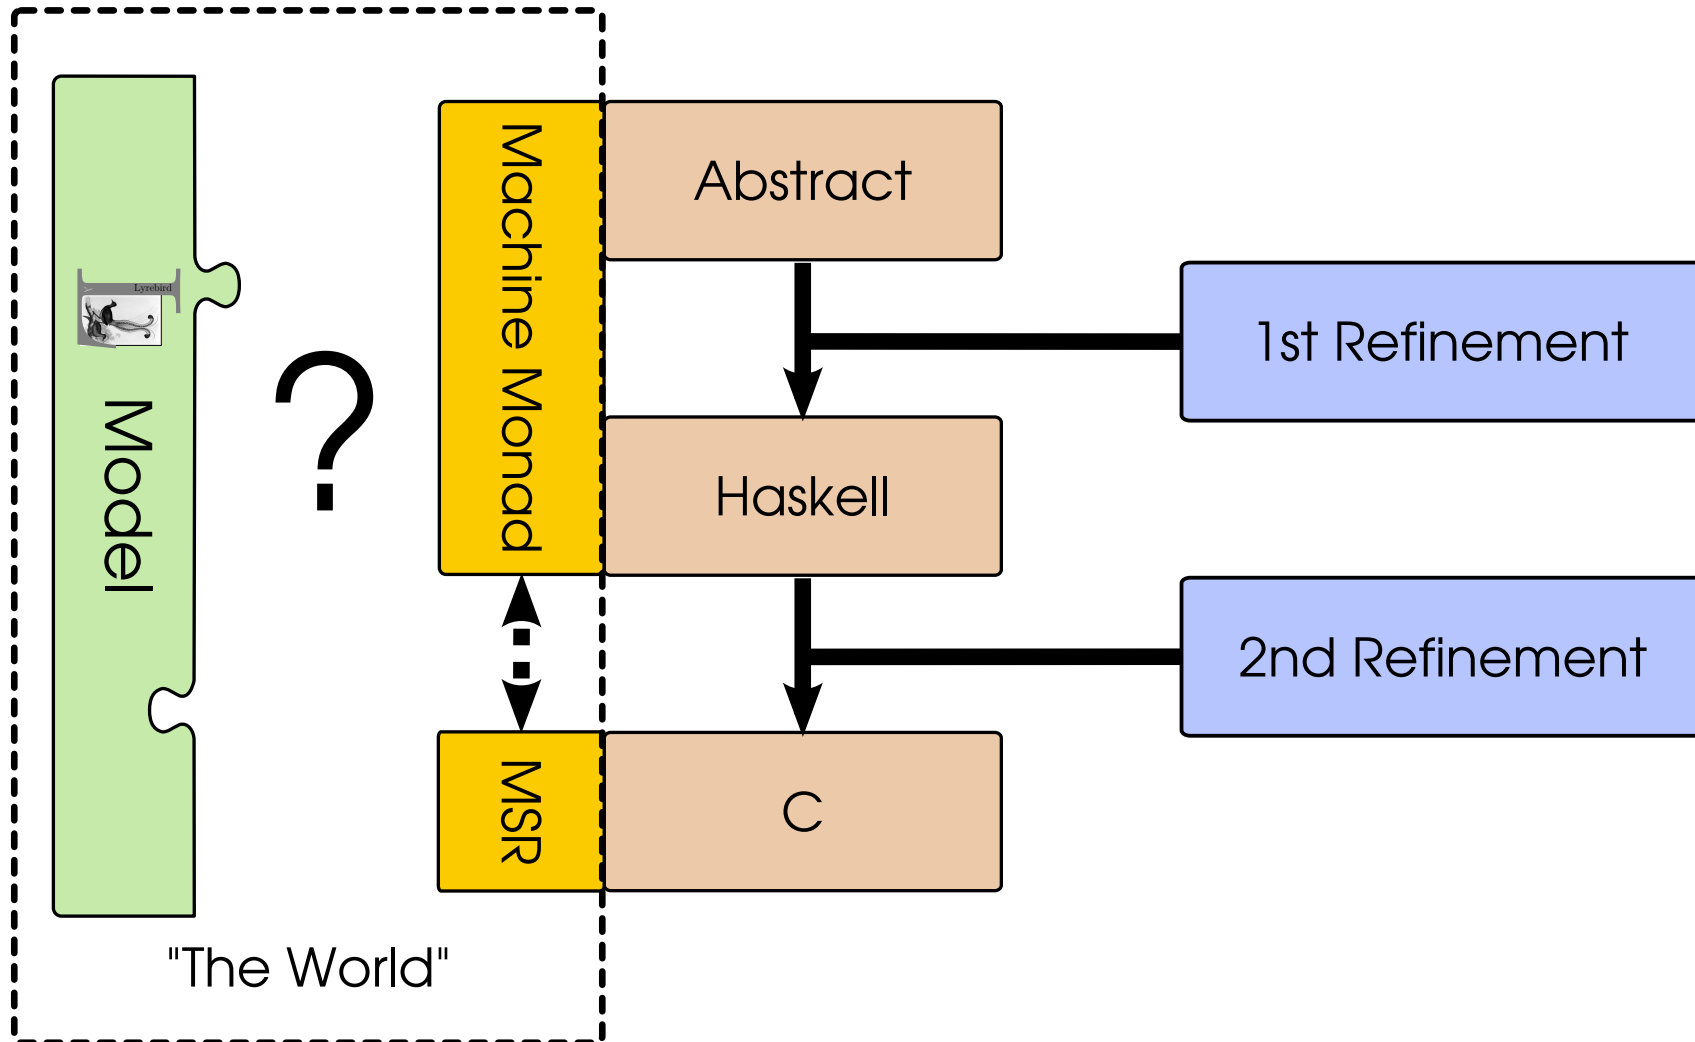 Lyrebird
Model
?
Machine Monad
MSR
"The World"
Abstract
Haskell
C
1st Refinement
2nd Refinement